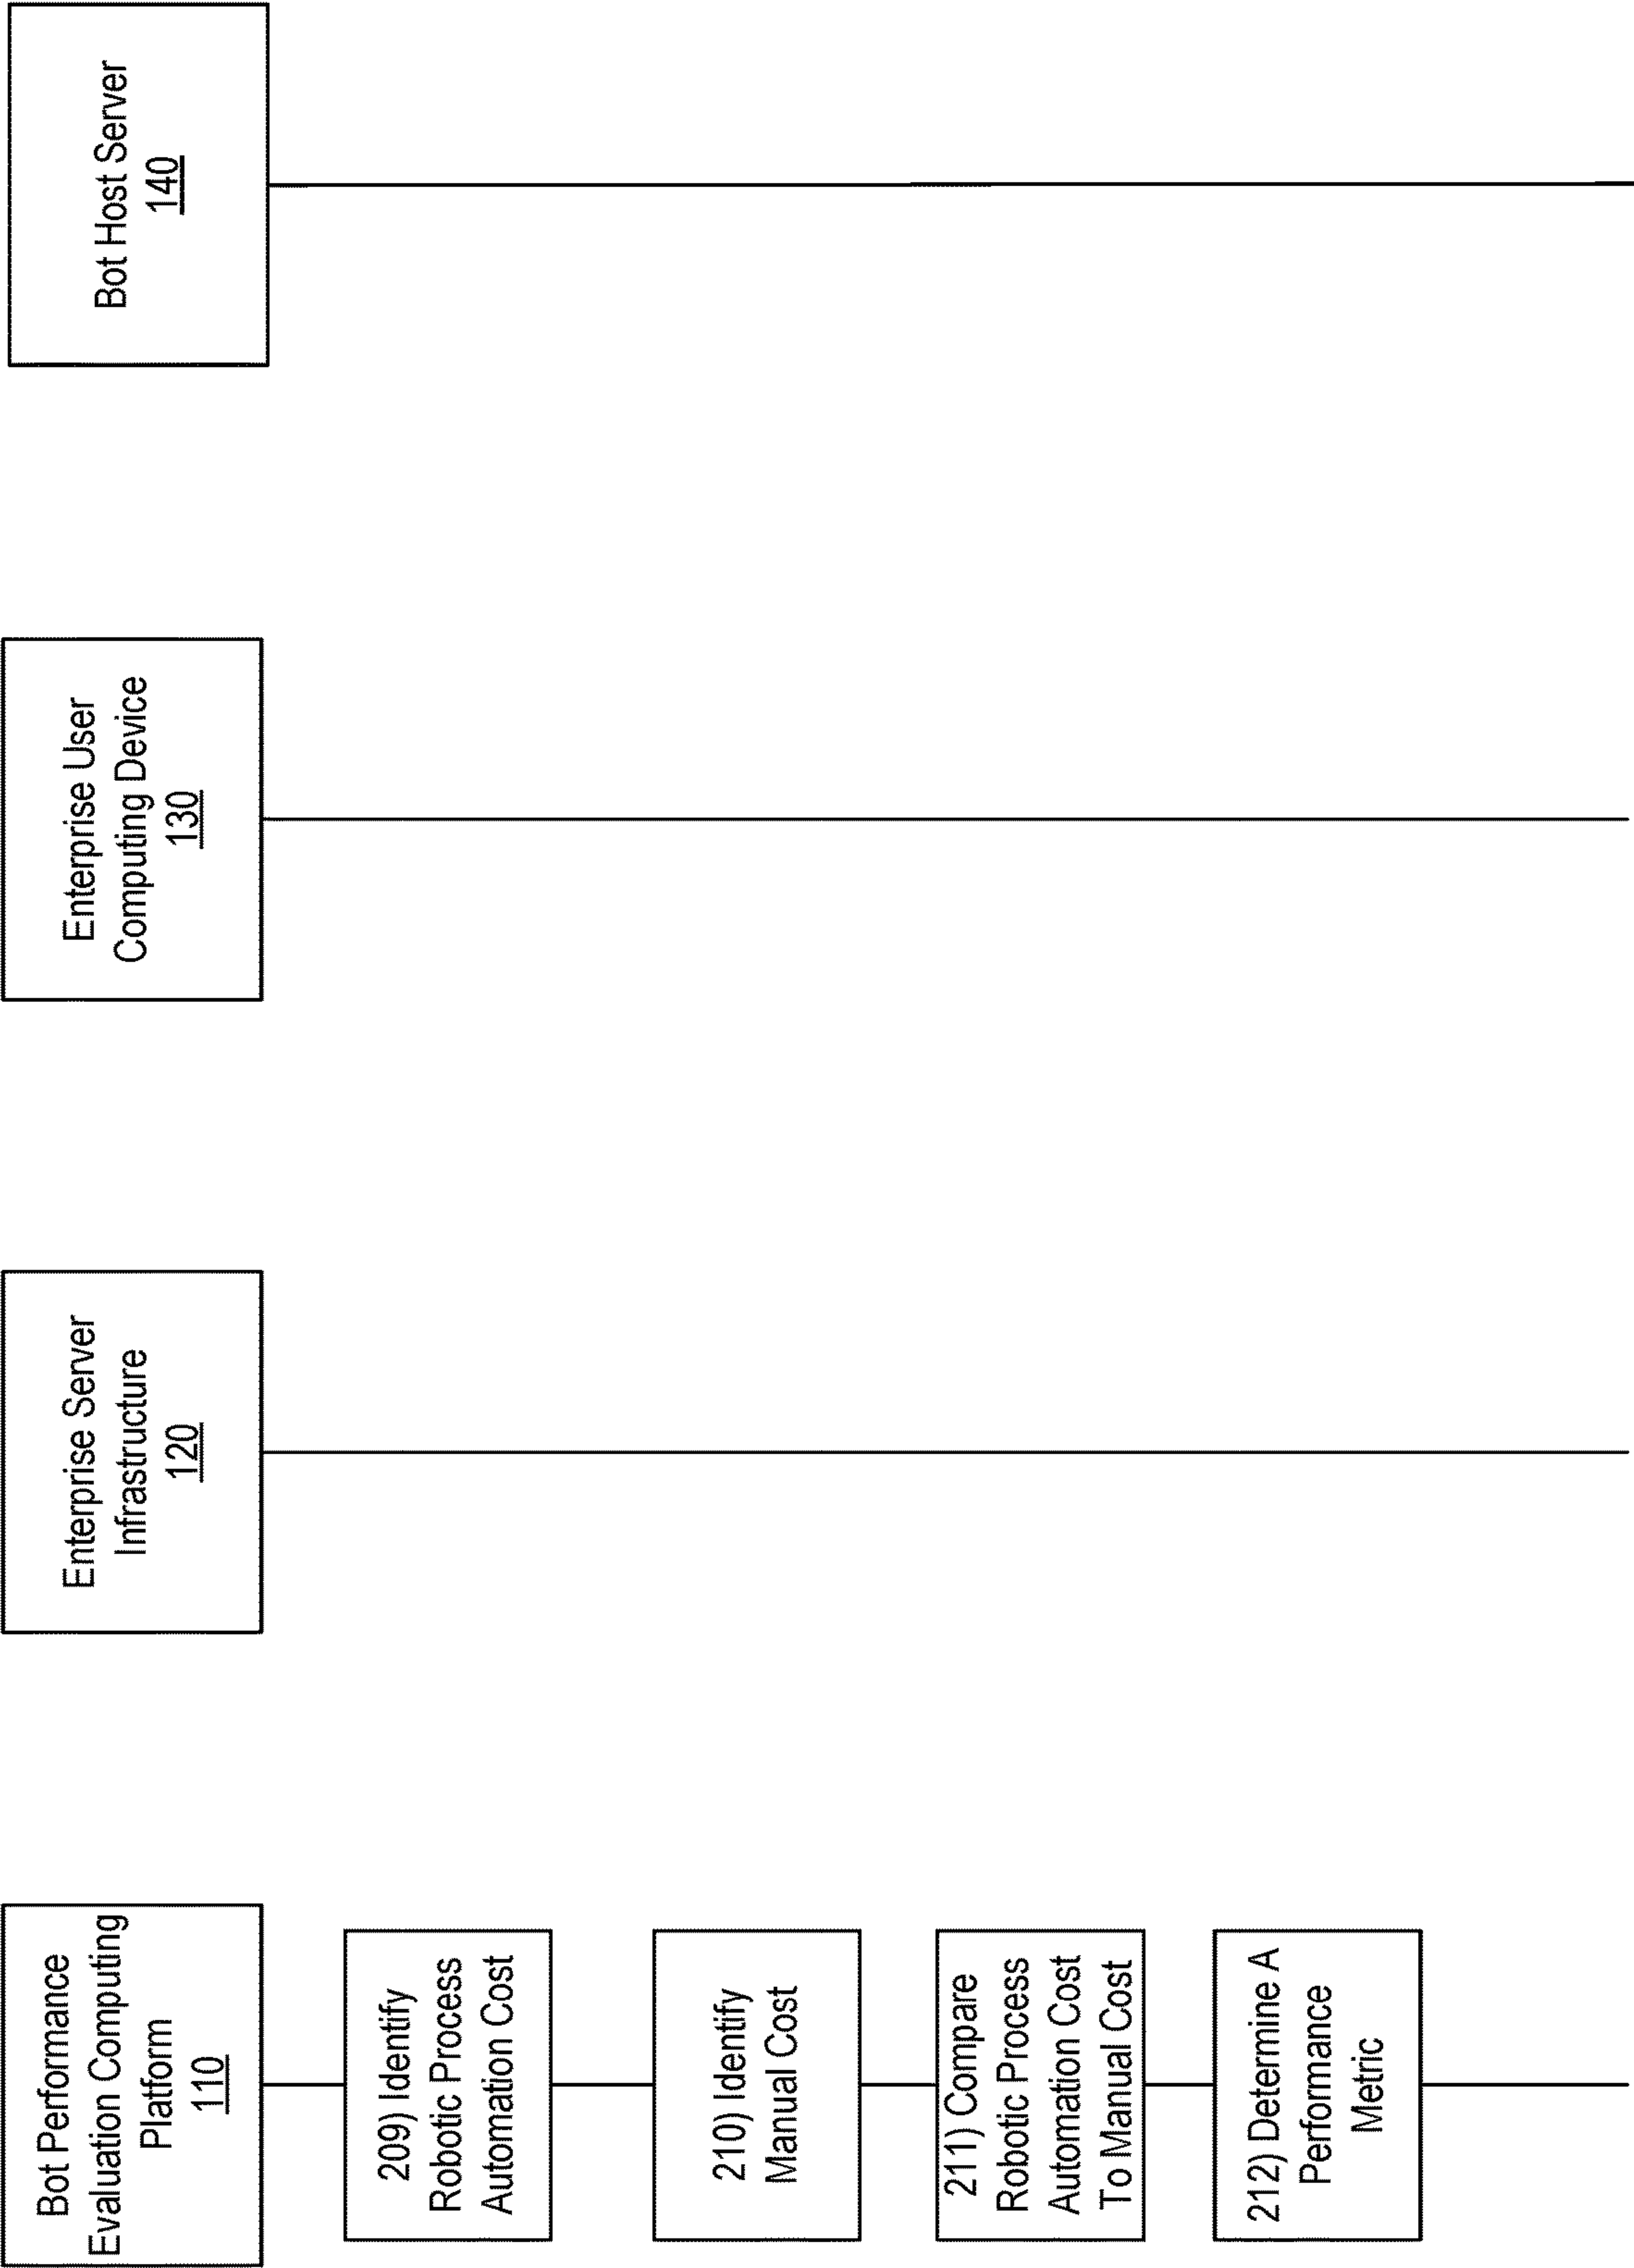 Bot Performance
Evaluation Computing
Platform
110
Enterprise Server
Infrastructure
120
Enterprise User
Computing Device
130
Bot Host Server
140
209) Identify
Robotic Process
Automation Cost
210) Identify
Manual Cost
211) Compare
Robotic Process
Automation Cost
To Manual Cost
212) Determine A
Performance
Metric